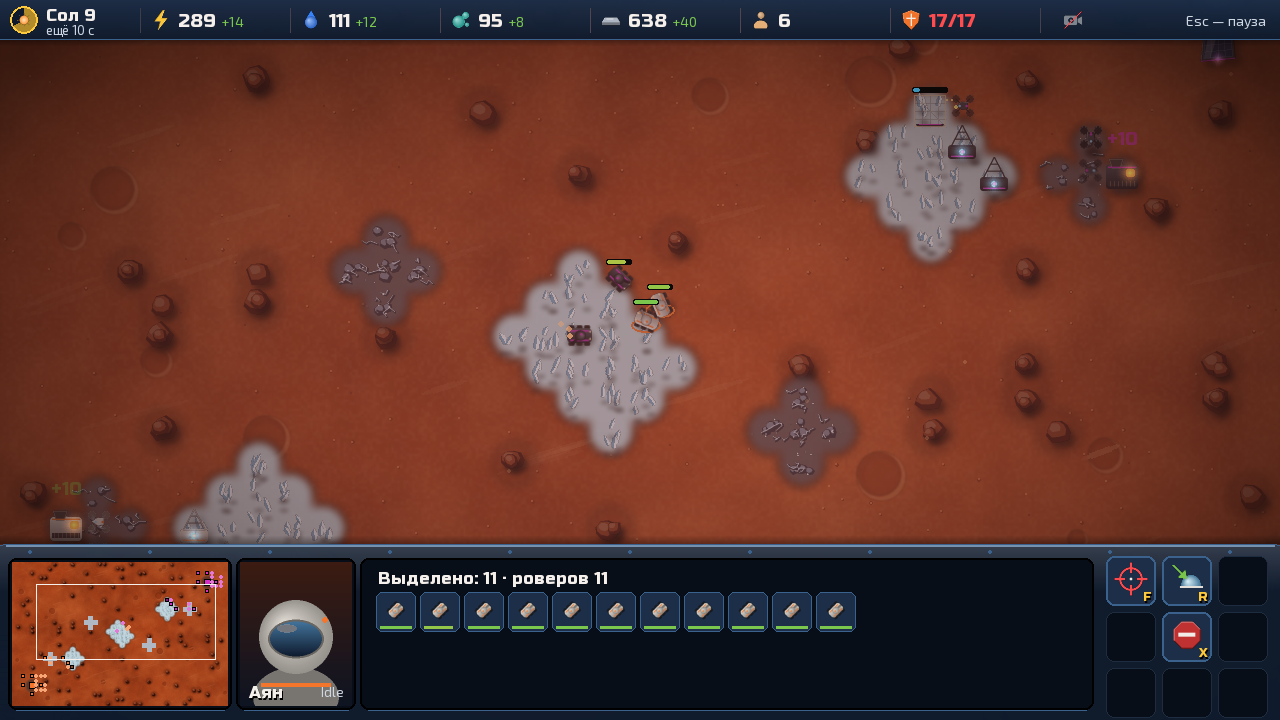 Сол 9
ещё 10 с
289 +14
111 +12
95 +8
638 +40
6
17/17
Esc — пауза
+10
+10
Выделено: 11 · роверов 11
Аян
Idle
F
R
X